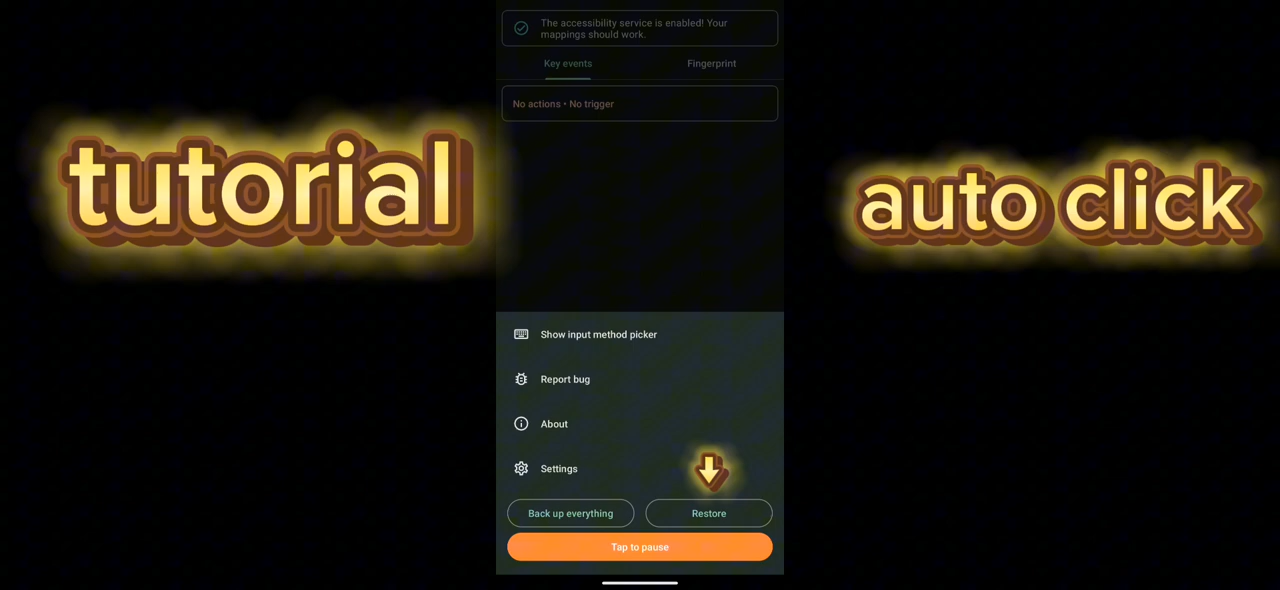 The accessibility service is enabled! Your
mappings should work.
Key events
Fingerprint
No actions • No trigger
tutorial
auto click
Show input method picker
Report bug
About
Settings
Back up everything
Restore
Tap to pause